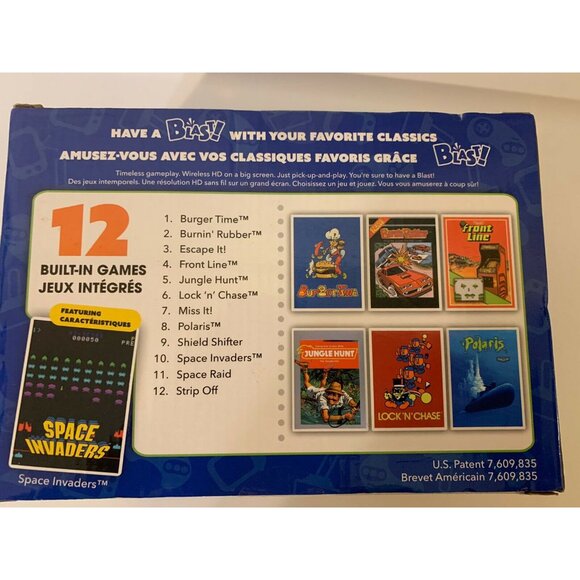 HAVE A BLAST! WITH YOUR FAVORITE CLASSICS
AMUSEZ-VOUS AVEC VOS CLASSIQUES FAVORIS GRÂCE BLAST!
Timeless gameplay. Wireless HD on a big screen. Just pick-up-and-play. You're sure to have a Blast!
Des jeux intemporels. Une résolution HD sans fil sur un grand écran. Choisissez un jeu et jouez. Vous vous amuserez à coup sûr!
12
BUILT-IN GAMES
JEUX INTÉGRÉS
FEATURING
CARACTÉRISTIQUES
000050
SPACE
INVADERS
Space Invaders™
1. Burger Time™
2. Burnin' Rubber™
3. Escape It!
4. Front Line™
5. Jungle Hunt™
6. Lock 'n' Chase™
7. Miss It!
8. Polaris™
9. Shield Shifter
10. Space Invaders™
11. Space Raid
12. Strip Off
BurgerTime
Burnin' Rubber
Front
Line
JUNGLE HUNT
LOCK'N'CHASE
Polaris
U.S. Patent 7,609,835
Brevet Américain 7,609,835